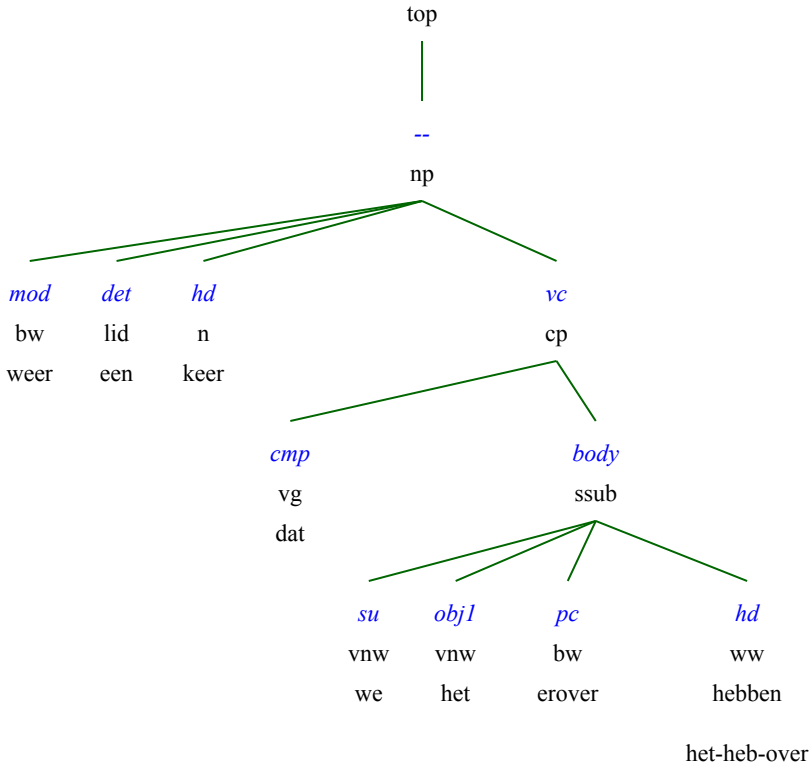 top
--
np
mod det hd vc
bw lid n cp
weer een keer
cmp body
vg ssub
dat
su obj1 pc hd
vnw vnw bw ww
we het erover hebben
het-heb-over